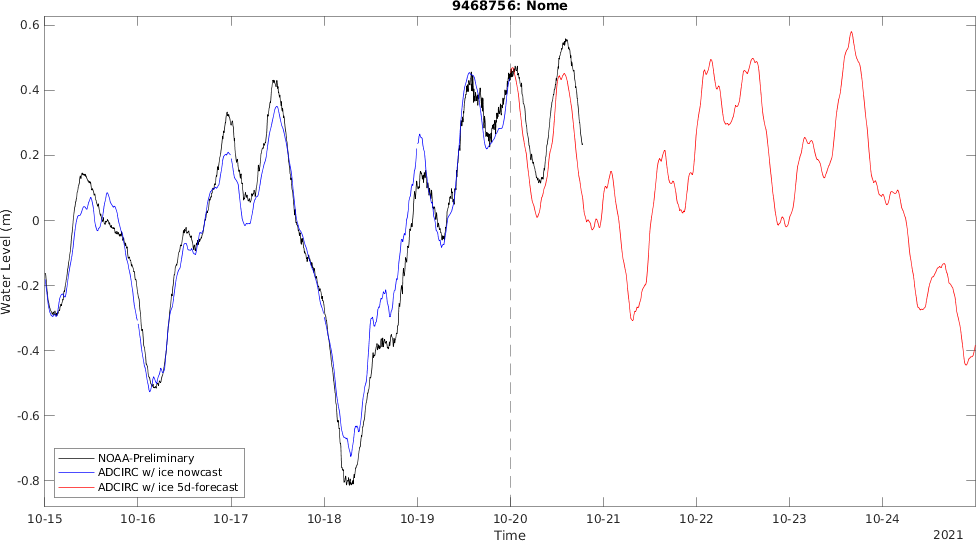 9468756: Nome
0.6
0.4
0.2
0
-0.2
-0.4
-0.6
-0.8
Water Level (m)
NOAA-Preliminary
ADCIRC w/ ice nowcast
ADCIRC w/ ice 5d-forecast
10-15 10-16 10-17 10-18 10-19 10-20 10-21 10-22 10-23 10-24
Time
2021